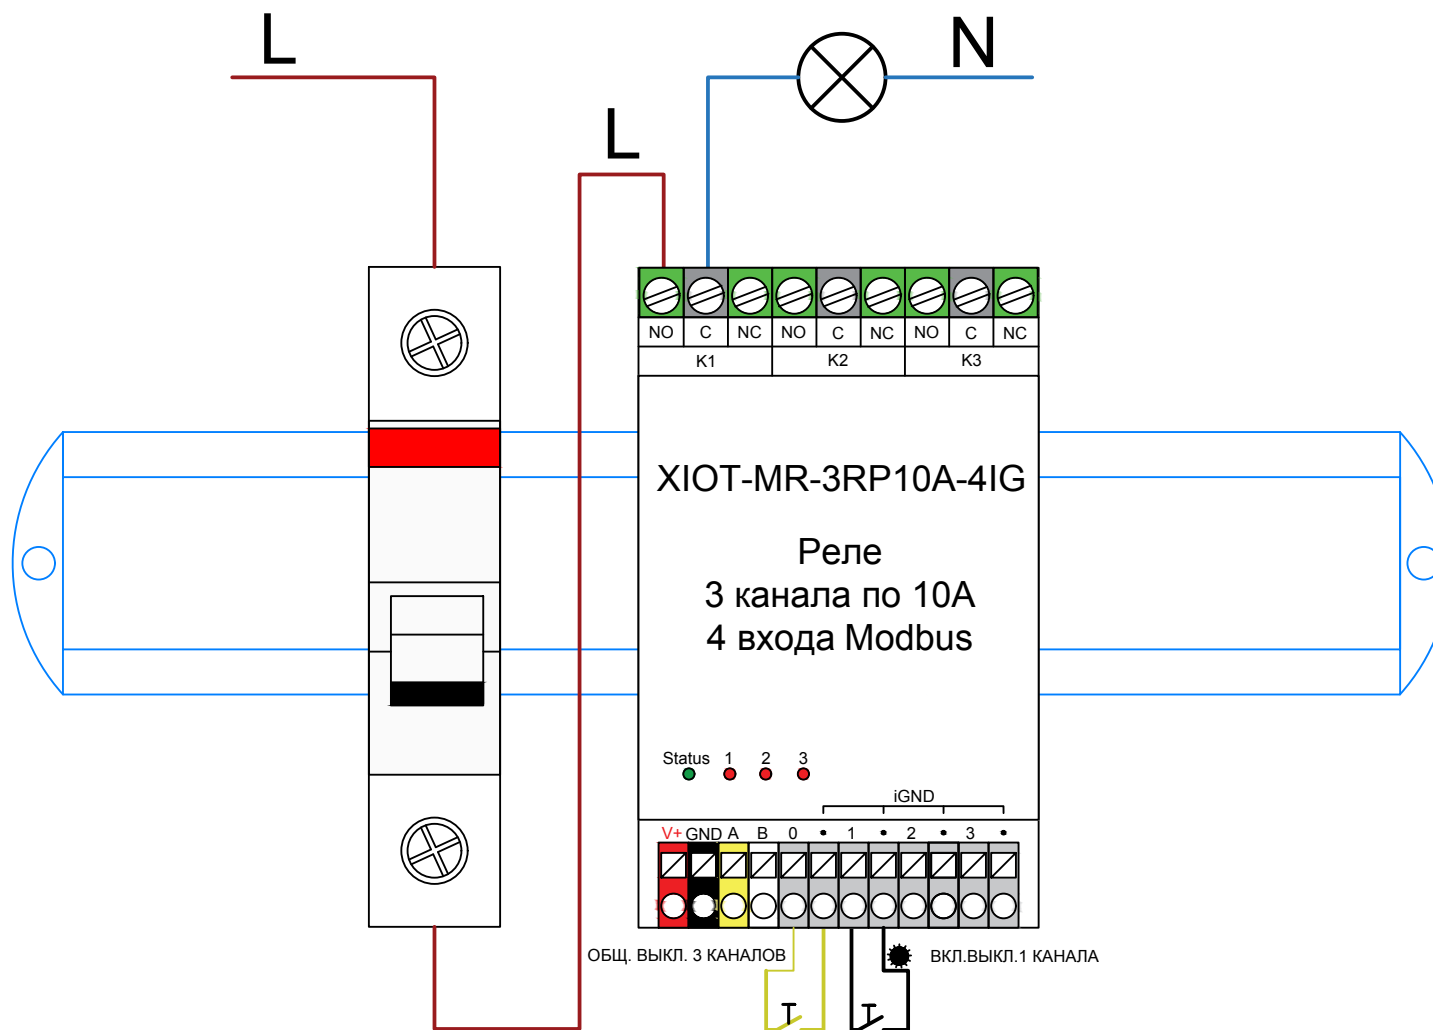 L
N
L
NO C NC NO C NC NO C NC
K1 K2 K3
XIOT-MR-3RP10A-4IG
Реле
3 канала по 10А
4 входа Modbus
Status 1 2 3
iGND
V+ GND A B 0 • 1 • 2 • 3 •
ОБЩ. ВЫКЛ. 3 КАНАЛОВ
ВКЛ.ВЫКЛ.1 КАНАЛА